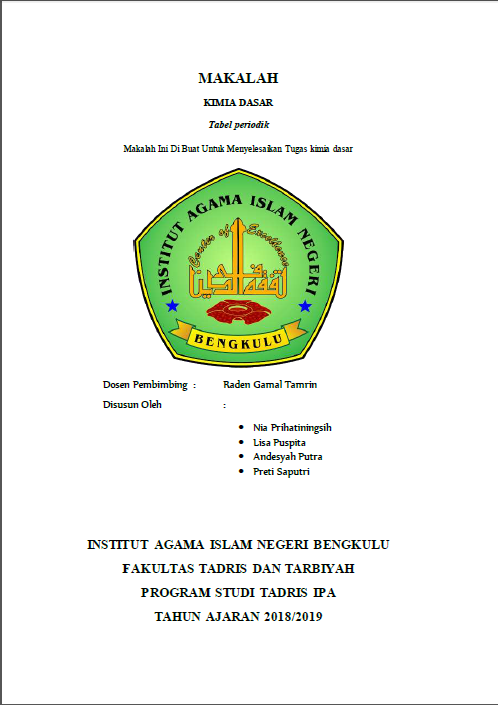 MAKALAH
KIMIA DASAR
Tabel periodik
Makalah Ini Di Buat Untuk Menyelesaikan Tugas kimia dasar
INSTITUT AGAMA ISLAM NEGERI
Center of Excellence
BENGKULU
Dosen Pembimbing : Raden Gamal Tamrin
Disusun Oleh :
• Nia Prihatiningsih
• Lisa Puspita
• Andesyah Putra
• Preti Saputri
INSTITUT AGAMA ISLAM NEGERI BENGKULU
FAKULTAS TADRIS DAN TARBIYAH
PROGRAM STUDI TADRIS IPA
TAHUN AJARAN 2018/2019